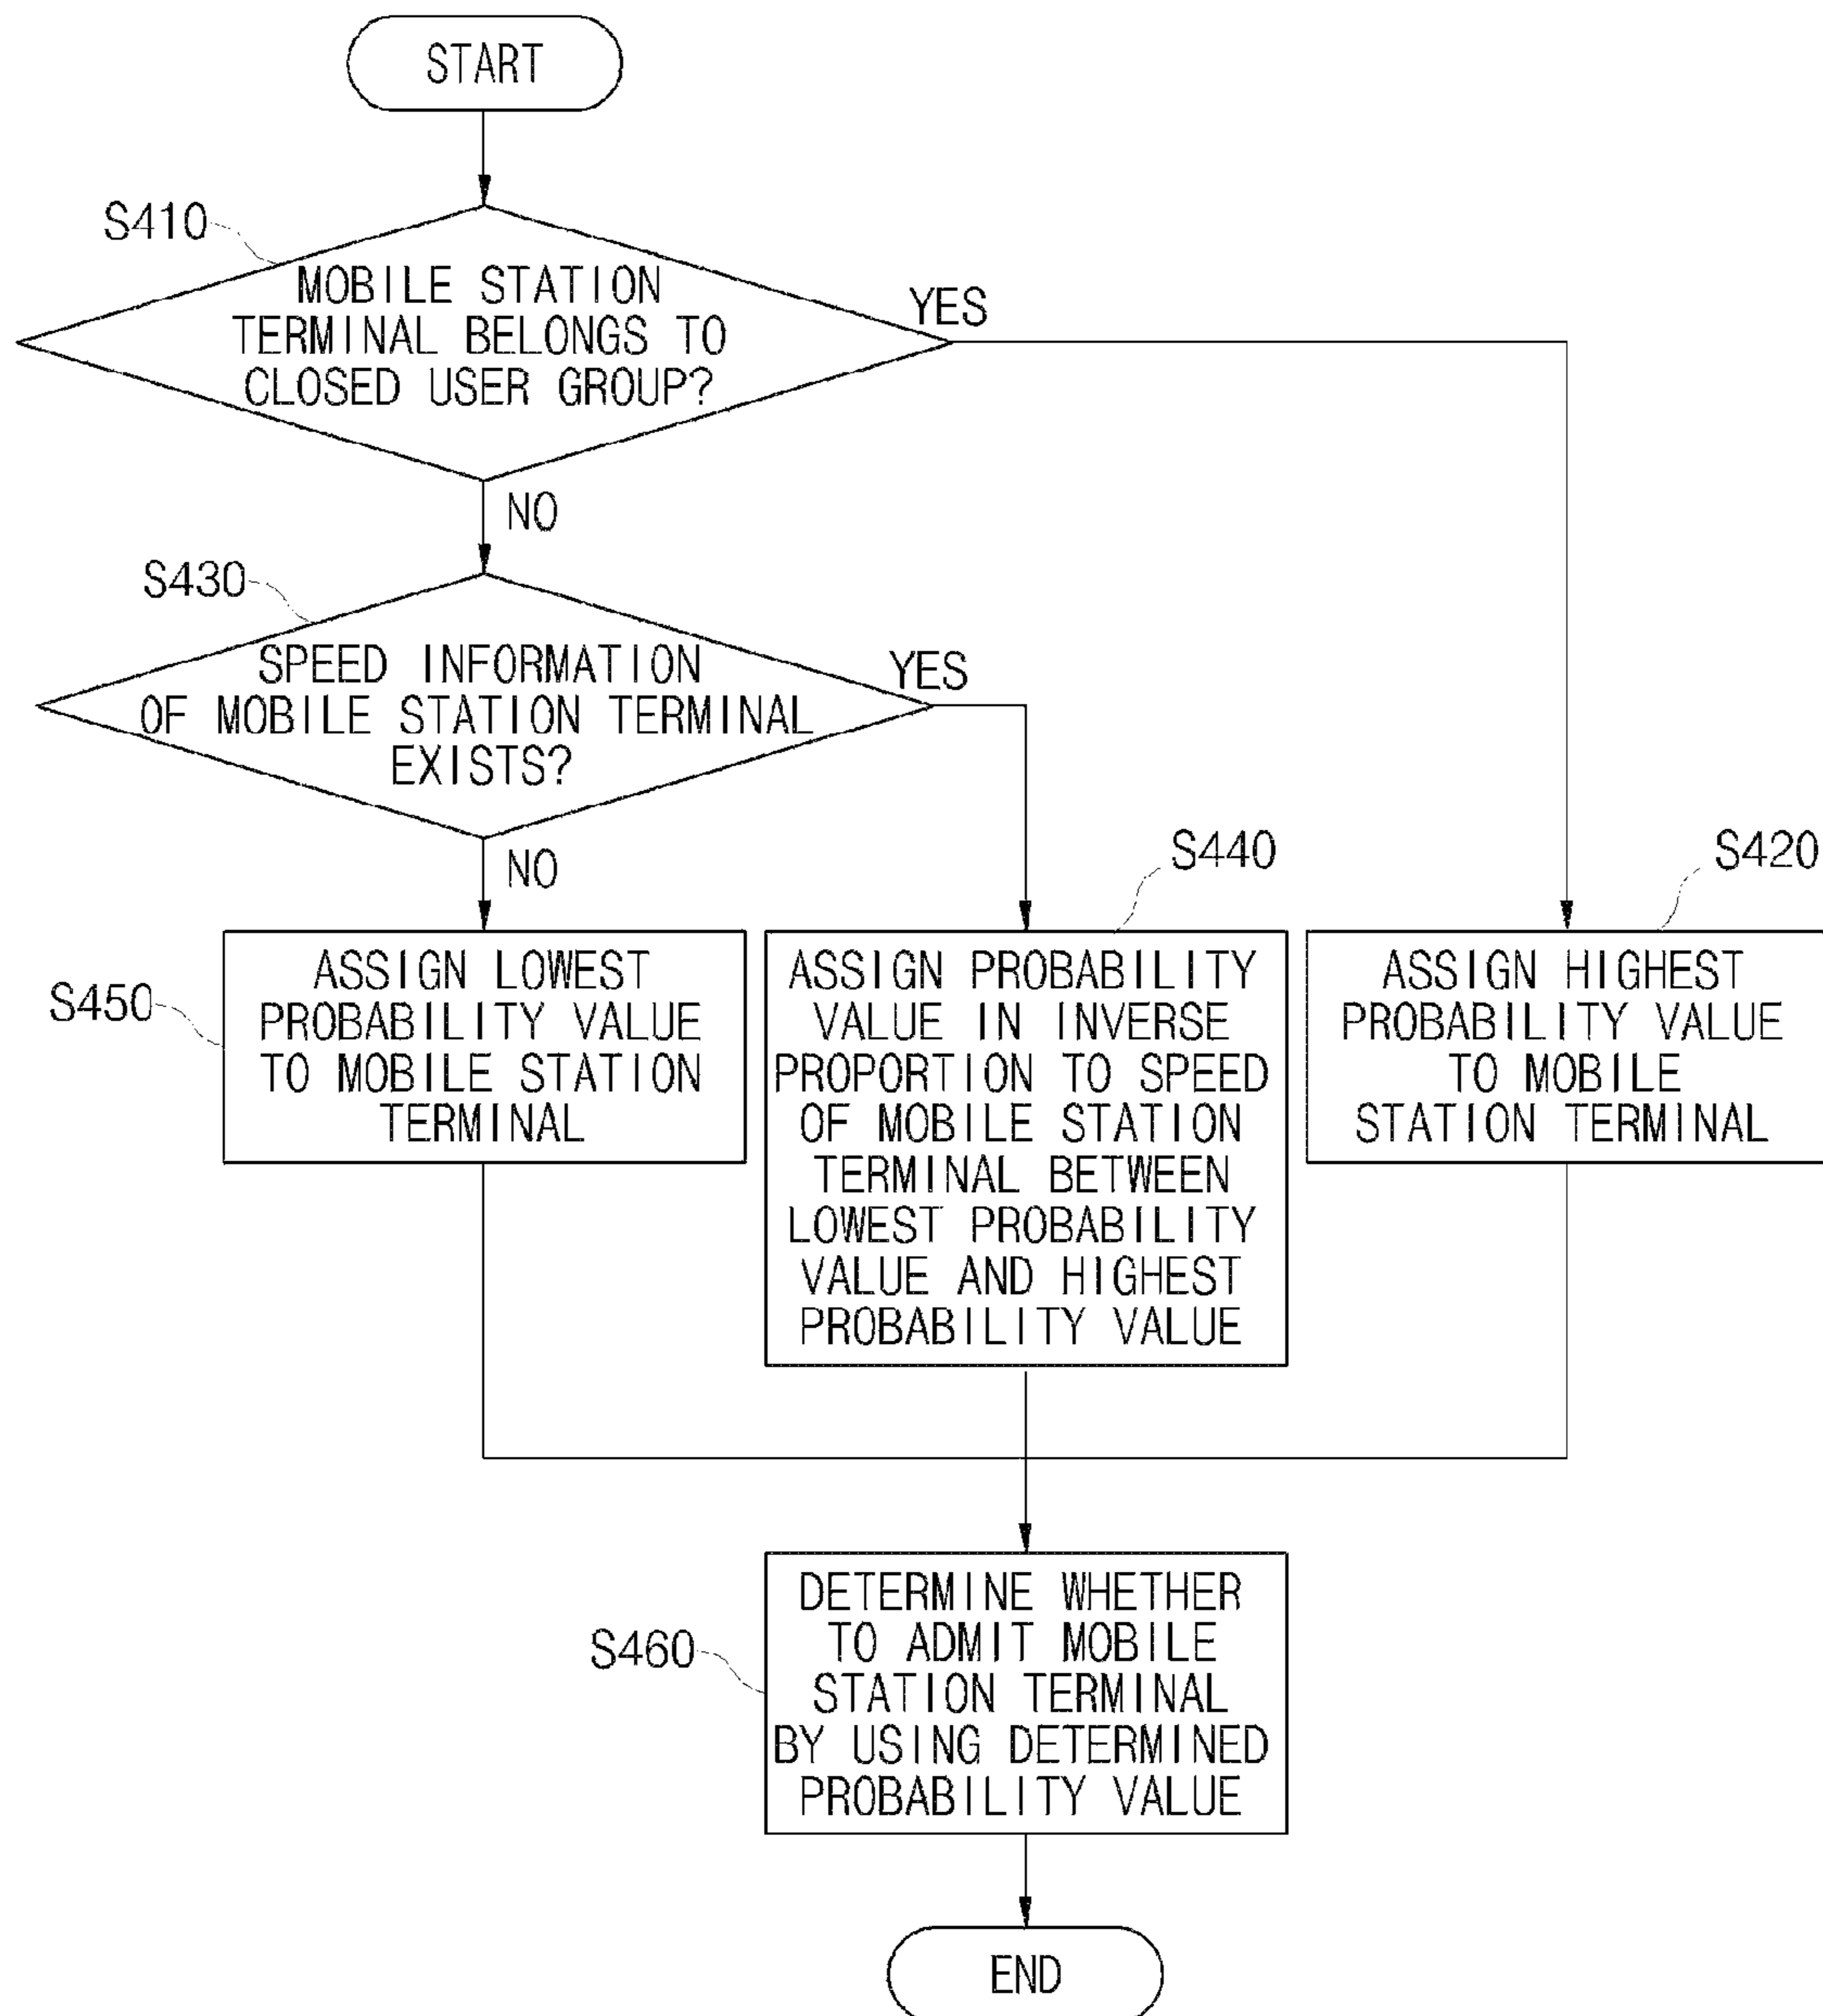 START
S410
MOBILE STATION
TERMINAL BELONGS TO
CLOSED USER GROUP?
YES
NO
S430
SPEED INFORMATION
OF MOBILE STATION TERMINAL
EXISTS?
YES
NO
S440
S420
S450
ASSIGN LOWEST
PROBABILITY VALUE
TO MOBILE STATION
TERMINAL
ASSIGN PROBABILITY
VALUE IN INVERSE
PROPORTION TO SPEED
OF MOBILE STATION
TERMINAL BETWEEN
LOWEST PROBABILITY
VALUE AND HIGHEST
PROBABILITY VALUE
ASSIGN HIGHEST
PROBABILITY VALUE
TO MOBILE
STATION TERMINAL
S460
DETERMINE WHETHER
TO ADMIT MOBILE
STATION TERMINAL
BY USING DETERMINED
PROBABILITY VALUE
END